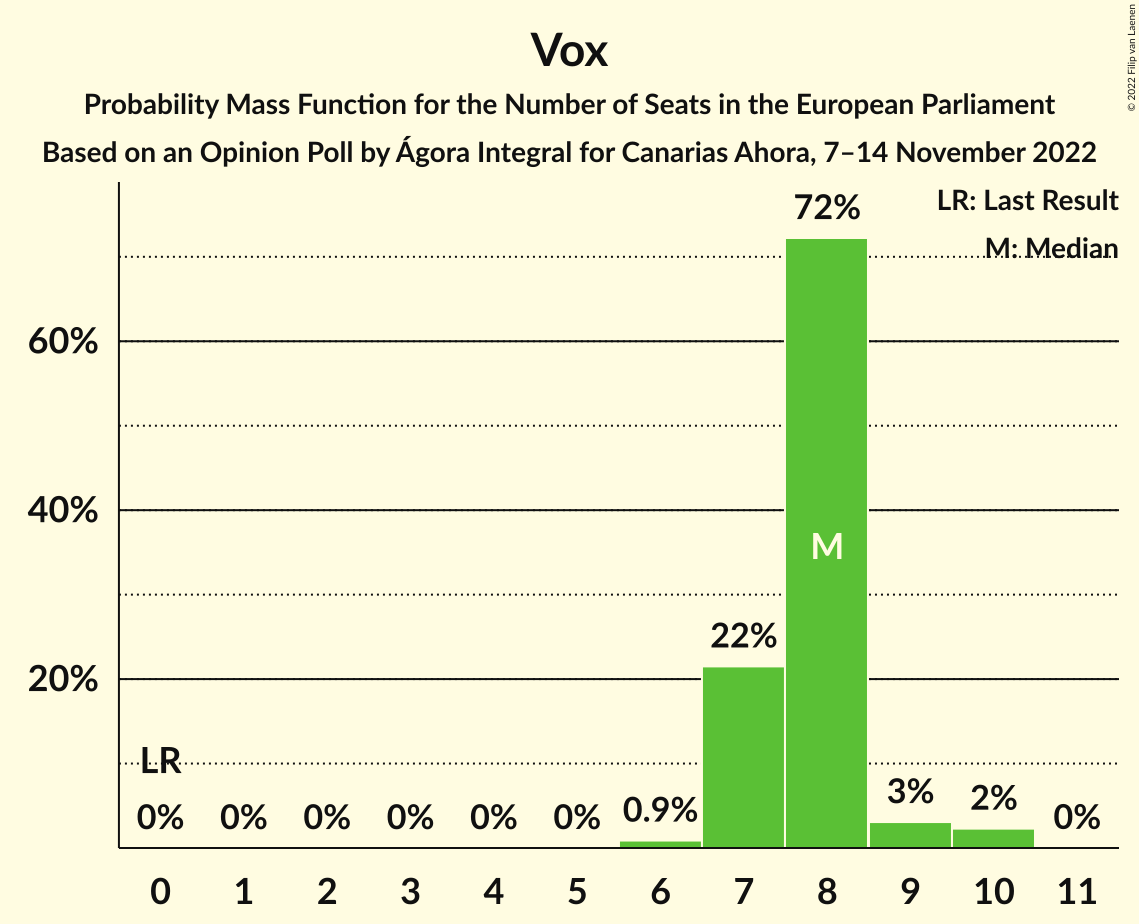 Vox
Probability Mass Function for the Number of Seats in the European Parliament
Based on an Opinion Poll by Ágora Integral for Canarias Ahora, 7–14 November 2022
© 2022 Filip van Laenen
LR: Last Result
M: Median
72%
60%
40%
M
22%
20%
LR
0% 0% 0% 0% 0% 0% 0.9% 3% 2% 0%
0 1 2 3 4 5 6 7 8 9 10 11